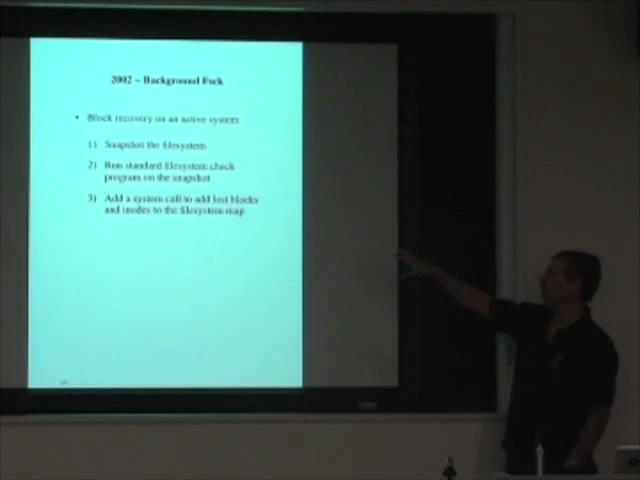 2002 – Background Fsck
• Block recovery on an active system
1) Snapshot the filesystem
2) Run standard filesystem check
program on the snapshot
3) Add a system call to add lost blocks
and inodes to the filesystem map